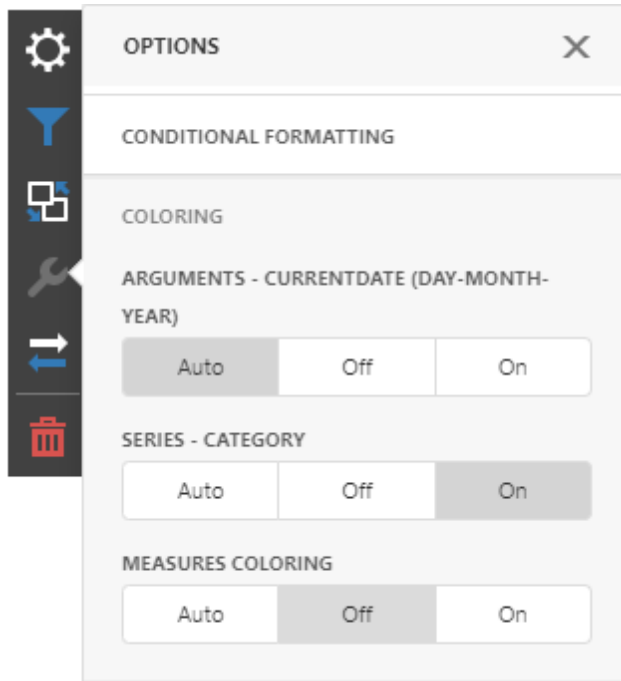 OPTIONS
CONDITIONAL FORMATTING
COLORING
ARGUMENTS - CURRENTDATE (DAY-MONTH-
YEAR)
Auto Off On
SERIES - CATEGORY
Auto Off On
MEASURES COLORING
Auto Off On